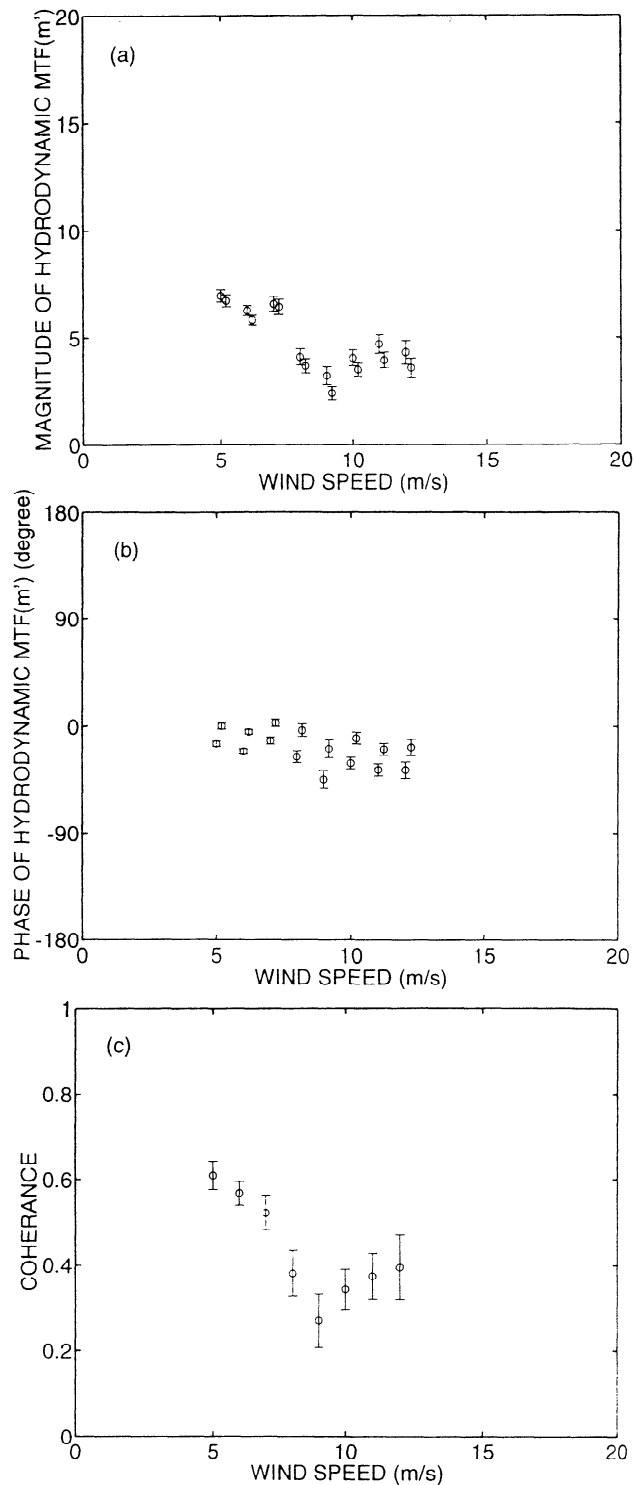 20
(a)
15
10
5
0
MAGNITUDE OF HYDRODYNAMIC MTF(m')
0 5 10 15 20
WIND SPEED (m/s)
180
(b)
90
0
-90
-180
PHASE OF HYDRODYNAMIC MTF(m') (degree)
5 10 15 20
WIND SPEED (m/s)
1
(c)
0.8
0.6
0.4
0.2
0
COHERANCE
0 5 10 15 20
WIND SPEED (m/s)